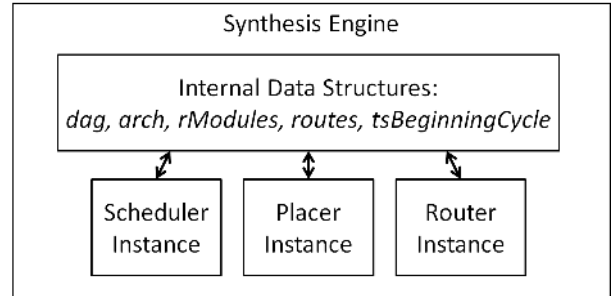 Synthesis Engine
Internal Data Structures:
dag, arch, rModules, routes, tsBeginningCycle
Scheduler
Instance
Placer
Instance
Router
Instance